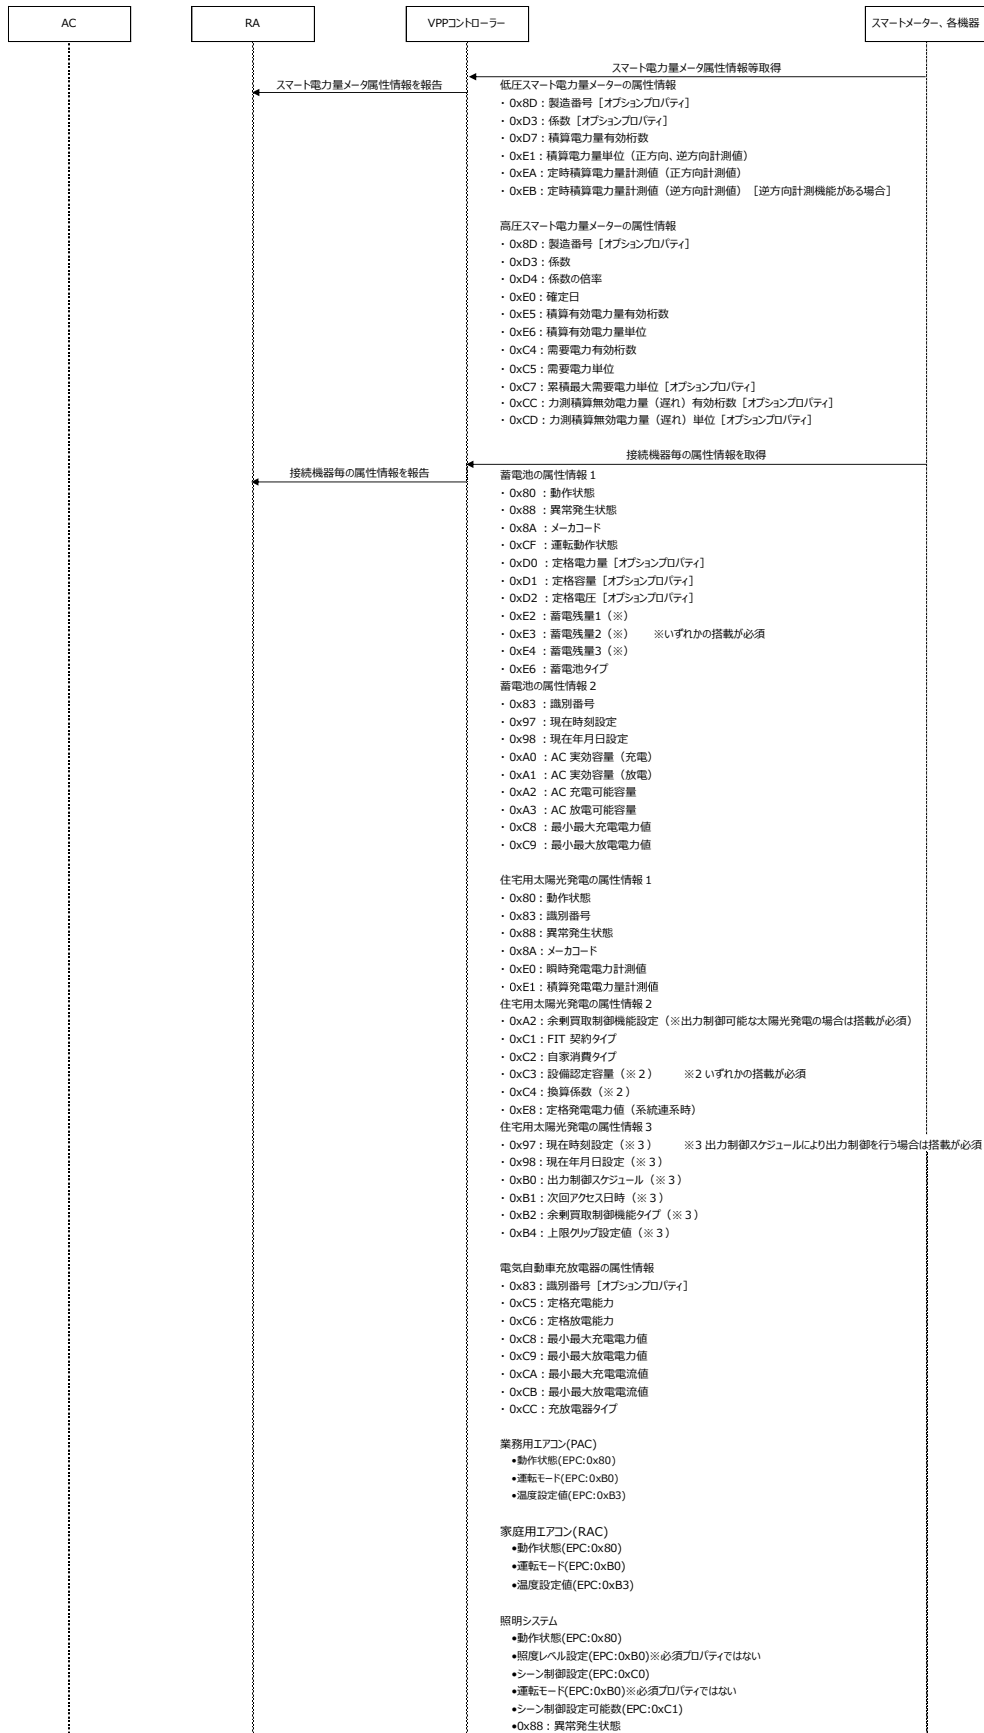 AC
RA
VPPコントローラー
スマートメーター、各機器
スマート電力量メータ属性情報等取得
スマート電力量メータ属性情報を報告
低圧スマート電力量メーターの属性情報
・0x8D：製造番号［オプションプロパティ］
・0xD3：係数［オプションプロパティ］
・0xD7：積算電力量有効桁数
・0xE1：積算電力量単位（正方向、逆方向計測値）
・0xEA：定時積算電力量計測値（正方向計測値）
・0xEB：定時積算電力量計測値（逆方向計測値）［逆方向計測機能がある場合］
高圧スマート電力量メーターの属性情報
・0x8D：製造番号［オプションプロパティ］
・0xD3：係数
・0xD4：係数の倍率
・0xE0：確定日
・0xE5：積算有効電力量有効桁数
・0xE6：積算有効電力量単位
・0xC4：需要電力有効桁数
・0xC5：需要電力単位
・0xC7：累積最大需要電力単位［オプションプロパティ］
・0xCC：力測積算無効電力量（遅れ）有効桁数［オプションプロパティ］
・0xCD：力測積算無効電力量（遅れ）単位［オプションプロパティ］
接続機器毎の属性情報を取得
接続機器毎の属性情報を報告
蓄電池の属性情報１
・0x80 ：動作状態
・0x88 ：異常発生状態
・0x8A ：メーカコード
・0xCF ：運転動作状態
・0xD0 ：定格電力量［オプションプロパティ］
・0xD1 ：定格容量［オプションプロパティ］
・0xD2 ：定格電圧［オプションプロパティ］
・0xE2 ：蓄電残量1（※）
・0xE3 ：蓄電残量2（※）　　※いずれかの搭載が必須
・0xE4 ：蓄電残量3（※）
・0xE6 ：蓄電池タイプ
蓄電池の属性情報２
・0x83 ：識別番号
・0x97 ：現在時刻設定
・0x98 ：現在年月日設定
・0xA0 ：AC 実効容量（充電）
・0xA1 ：AC 実効容量（放電）
・0xA2 ：AC 充電可能容量
・0xA3 ：AC 放電可能容量
・0xC8 ：最小最大充電電力値
・0xC9 ：最小最大放電電力値
住宅用太陽光発電の属性情報１
・0x80：動作状態
・0x83：識別番号
・0x88：異常発生状態
・0x8A：メーカコード
・0xE0：瞬時発電電力計測値
・0xE1：積算発電電力量計測値
住宅用太陽光発電の属性情報２
・0xA2：余剰買取制御機能設定（※出力制御可能な太陽光発電の場合は搭載が必須）
・0xC1：FIT 契約タイプ
・0xC2：自家消費タイプ
・0xC3：設備認定容量（※２）　　※2 いずれかの搭載が必須
・0xC4：換算係数（※２）
・0xE8：定格発電電力値（系統連系時）
住宅用太陽光発電の属性情報３
・0x97：現在時刻設定（※３）　　※3 出力制御スケジュールにより出力制御を行う場合は搭載が必須
・0x98：現在年月日設定（※３）
・0xB0：出力制御スケジュール（※３）
・0xB1：次回アクセス日時（※３）
・0xB2：余剰買取制御機能タイプ（※３）
・0xB4：上限クリップ設定値（※３）
電気自動車充放電器の属性情報
・0x83：識別番号［オプションプロパティ］
・0xC5：定格充電能力
・0xC6：定格放電能力
・0xC8：最小最大充電電力値
・0xC9：最小最大放電電力値
・0xCA：最小最大充電電流値
・0xCB：最小最大放電電流値
・0xCC：充放電器タイプ
業務用エアコン(PAC)
•動作状態(EPC:0x80)
•運転モード(EPC:0xB0)
•温度設定値(EPC:0xB3)
家庭用エアコン(RAC)
•動作状態(EPC:0x80)
•運転モード(EPC:0xB0)
•温度設定値(EPC:0xB3)
照明システム
•動作状態(EPC:0x80)
•照度レベル設定(EPC:0xB0)※必須プロパティではない
•シーン制御設定(EPC:0xC0)
•運転モード(EPC:0xB0)※必須プロパティではない
•シーン制御設定可能数(EPC:0xC1)
•0x88：異常発生状態